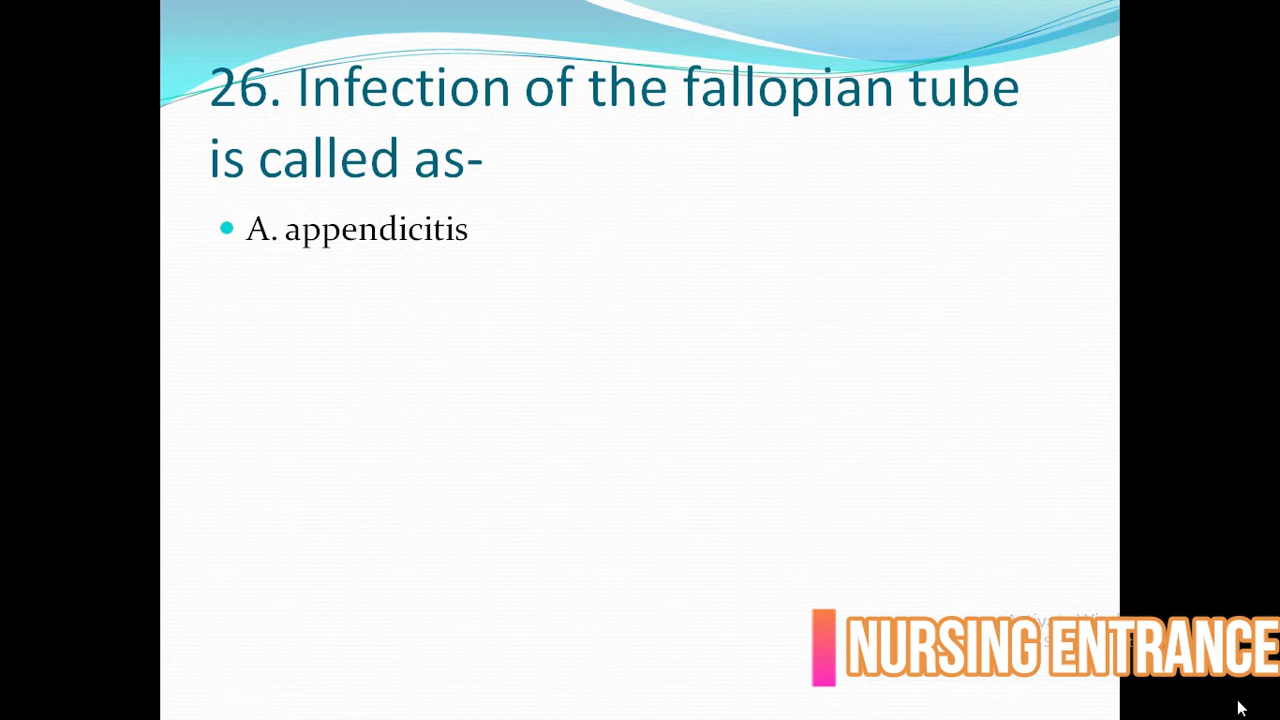 26. Infection of the fallopian tube
is called as-
A. appendicitis
NURSING ENTRANCE